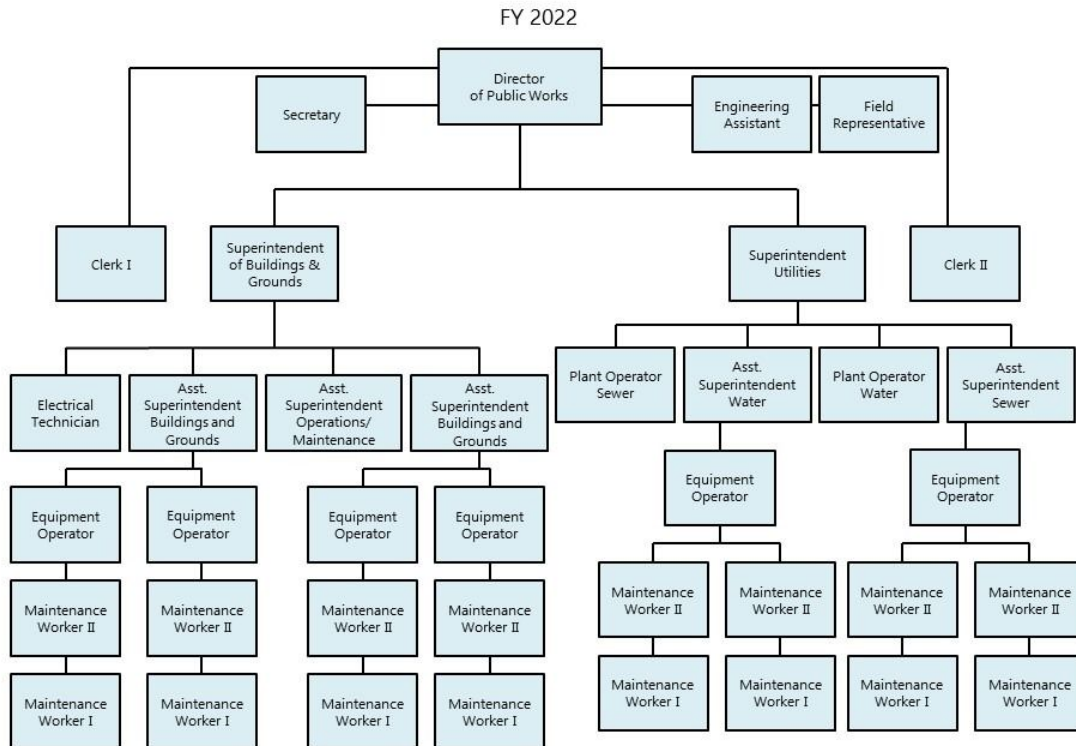 FY 2022
Director
of Public Works
Secretary
Engineering
Assistant
Field
Representative
Clerk I
Superintendent
of Buildings &
Grounds
Superintendent
Utilities
Clerk II
Electrical
Technician
Asst.
Superintendent
Buildings and
Grounds
Asst.
Superintendent
Operations/
Maintenance
Asst.
Superintendent
Buildings and
Grounds
Plant Operator
Sewer
Asst.
Superintendent
Water
Plant Operator
Water
Asst.
Superintendent
Sewer
Equipment
Operator
Equipment
Operator
Equipment
Operator
Equipment
Operator
Equipment
Operator
Equipment
Operator
Maintenance
Worker II
Maintenance
Worker II
Maintenance
Worker II
Maintenance
Worker II
Maintenance
Worker II
Maintenance
Worker II
Maintenance
Worker II
Maintenance
Worker II
Maintenance
Worker I
Maintenance
Worker I
Maintenance
Worker I
Maintenance
Worker I
Maintenance
Worker I
Maintenance
Worker I
Maintenance
Worker I
Maintenance
Worker I